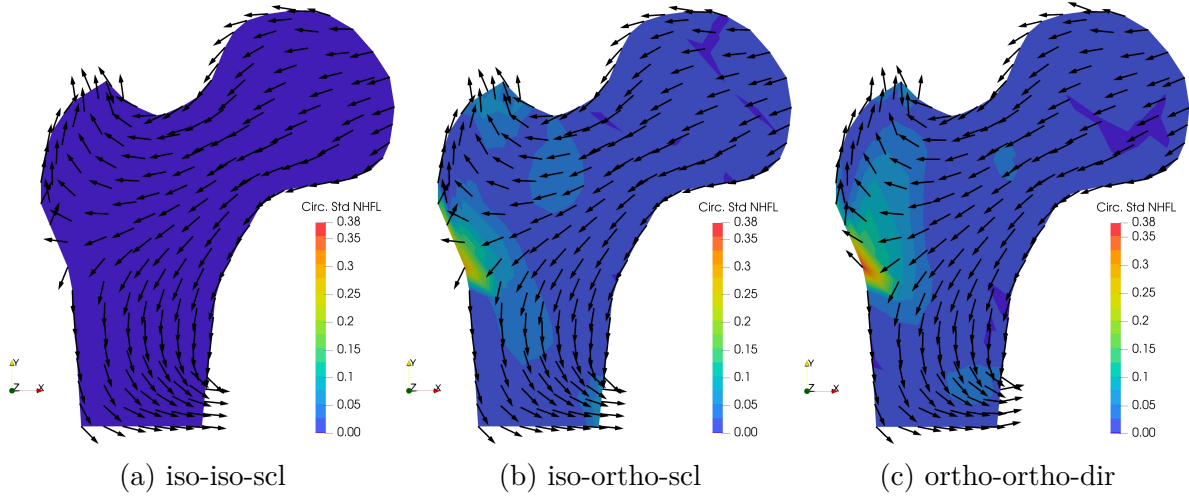 Circ. Std NHFL
0.38
0.35
0.3
0.25
0.2
0.15
0.1
0.05
0.00
Y
Z X
(a) iso-iso-scl
Circ. Std NHFL
0.38
0.35
0.3
0.25
0.2
0.15
0.1
0.05
0.00
Y
Z X
(b) iso-ortho-scl
Circ. Std NHFL
0.38
0.35
0.3
0.25
0.2
0.15
0.1
0.05
0.00
Y
Z X
(c) ortho-ortho-dir